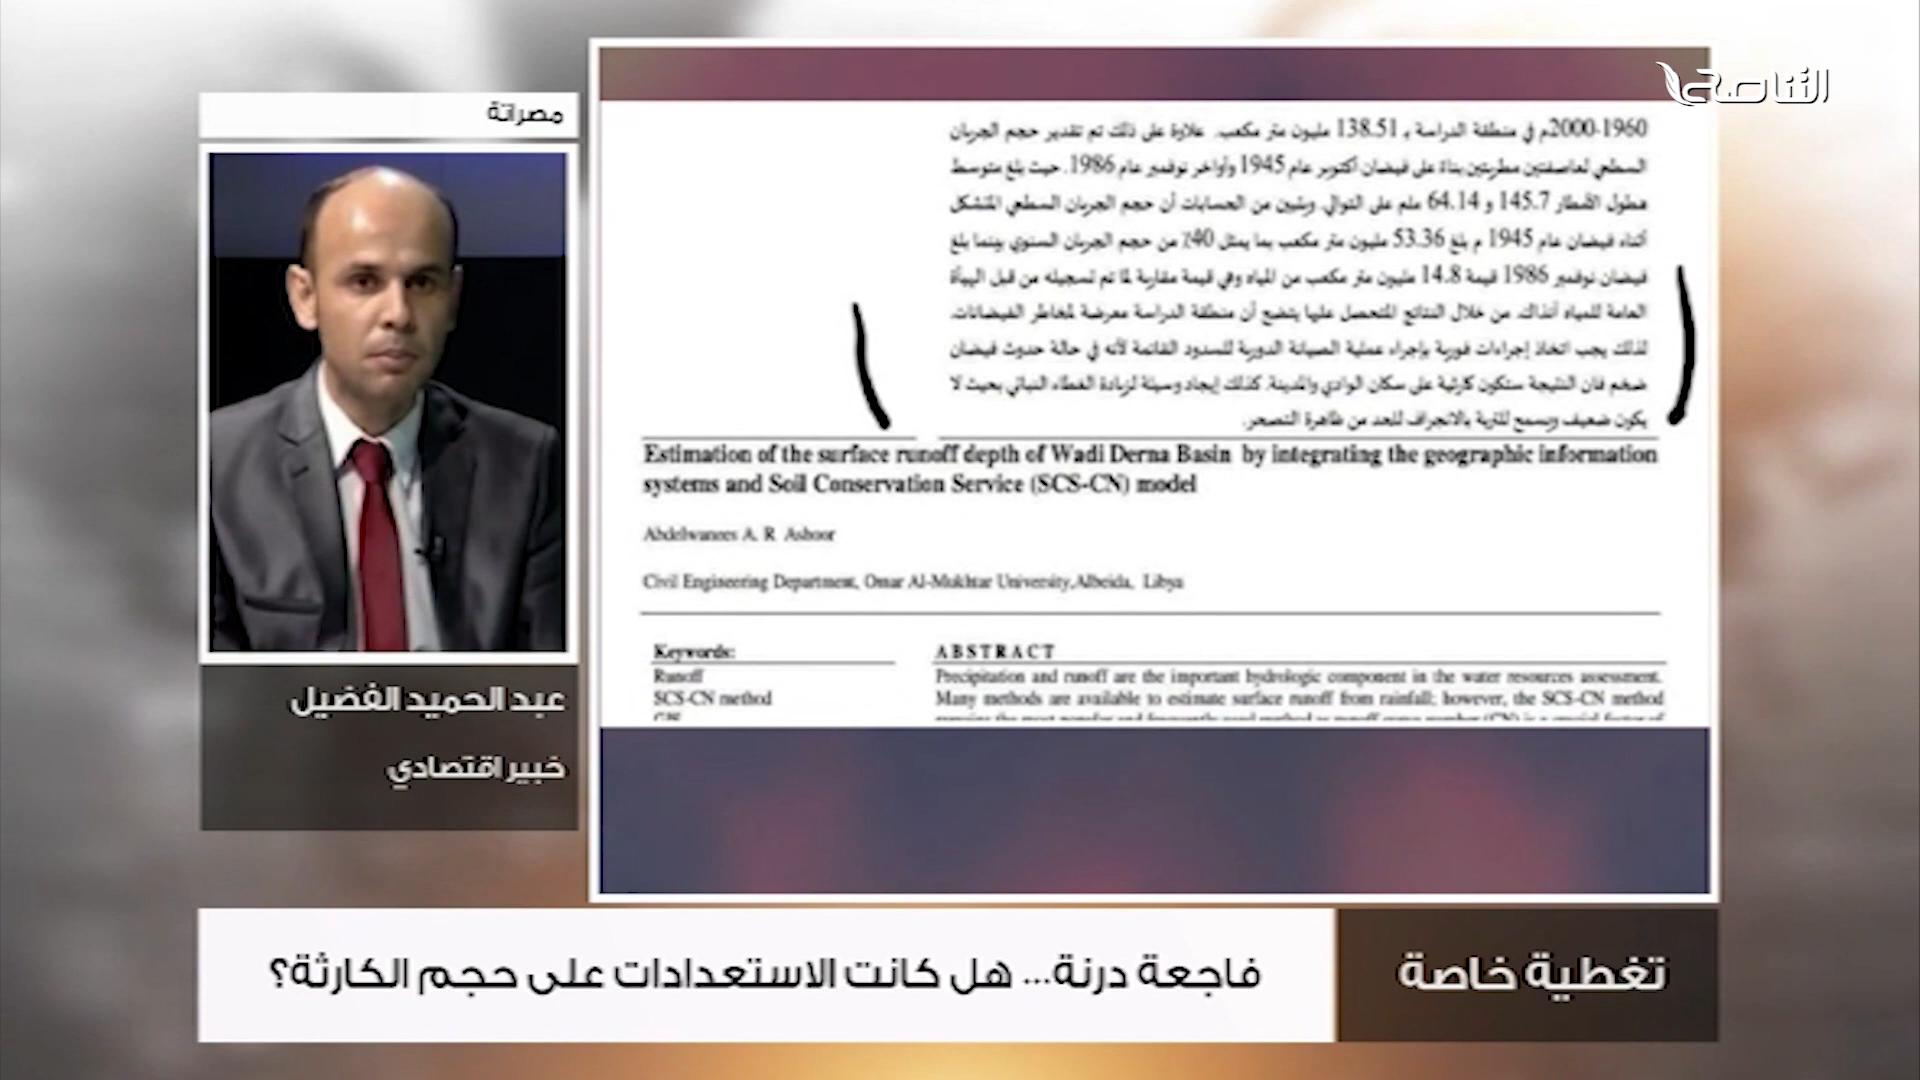 التناصح
مصراتة
1960-2000م في منطقة الدراسة بـ 138.51 مليون متر مكعب. علاوة على ذلك تم تقدير حجم الجريان
السطحي لعاصفتين مطريتين بناءً على فيضان أكتوبر عام 1945 وأواخر نوفمبر عام 1986. حيث بلغ متوسط
هطول الأمطار 145.7 و 64.14 ملم على التوالي. وتبين من الحسابات أن حجم الجريان السطحي المتشكل
أثناء فيضان عام 1945 م بلغ 53.36 مليون متر مكعب بما يمثل 40٪ من حجم الجريان السنوي بينما بلغ
فيضان نوفمبر 1986 قيمة 14.8 مليون متر مكعب من المياه وهي قيمة مقاربة لما تم تسجيله من قبل الهيأة
العامة للمياه أنذاك. من خلال النتائج المتحصل عليها يتضح أن منطقة الدراسة معرضة لمخاطر الفيضانات.
لذلك يجب اتخاذ إجراءات فورية بإجراء عملية الصيانة الدورية للسدود القائمة لأنه في حالة حدوث فيضان
ضخم فان النتيجة ستكون كارثية على سكان الوادي والمدينة. كذلك إيجاد وسيلة لزيادة الغطاء النباتي بحيث لا
يكون ضعيف ويسمح للتربة بالانجراف للحد من ظاهرة التصحر.
Estimation of the surface runoff depth of Wadi Derna Basin by integrating the geographic information
systems and Soil Conservation Service (SCS-CN) model
Abdelwanees A. R. Ashoor
Civil Engineering Department, Omar Al-Mukhtar University,Albeida, Libya
Keywords:
Runoff
SCS-CN method
ABSTRACT
Precipitation and runoff are the important hydrologic component in the water resources assessment.
Many methods are available to estimate surface runoff from rainfall; however, the SCS-CN method
عبد الحميد الفضيل
خبير اقتصادي
تغطية خاصة
فاجعة درنة... هل كانت الاستعدادات على حجم الكارثة؟